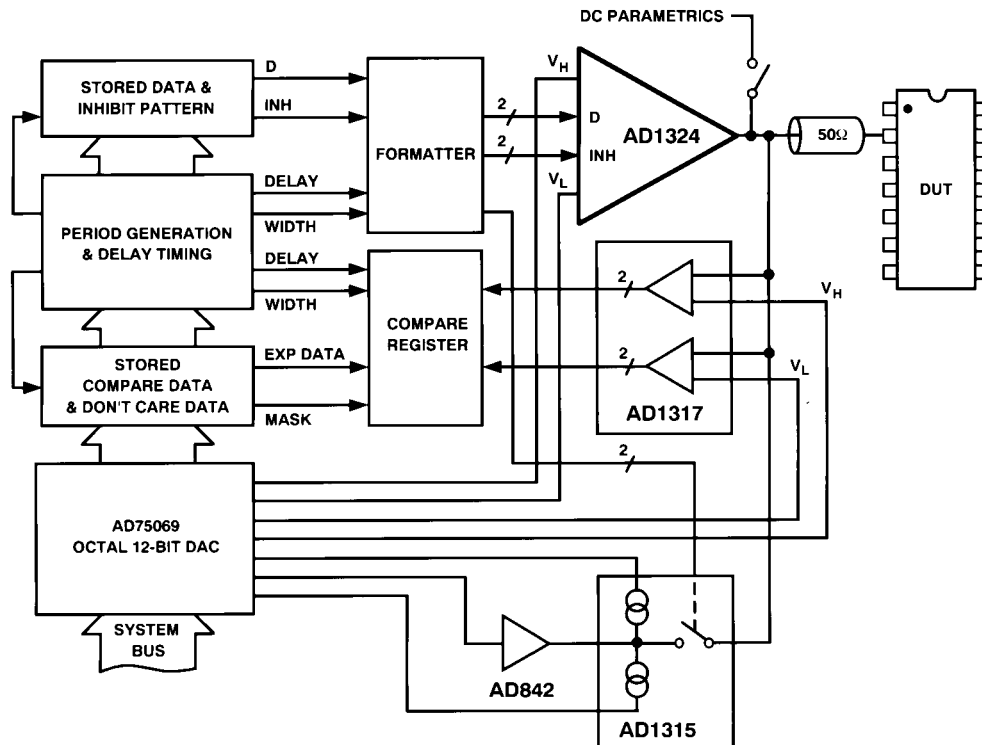 DC PARAMETRICS
STORED DATA &
INHIBIT PATTERN
D
INH
FORMATTER
2
2
VH
D
INH
VL
AD1324
50Ω
DUT
PERIOD GENERATION
& DELAY TIMING
DELAY
WIDTH
DELAY
WIDTH
COMPARE
REGISTER
2
2
AD1317
VH
VL
STORED
COMPARE DATA
& DON'T CARE DATA
EXP DATA
MASK
2
AD75069
OCTAL 12-BIT DAC
SYSTEM
BUS
AD842
AD1315